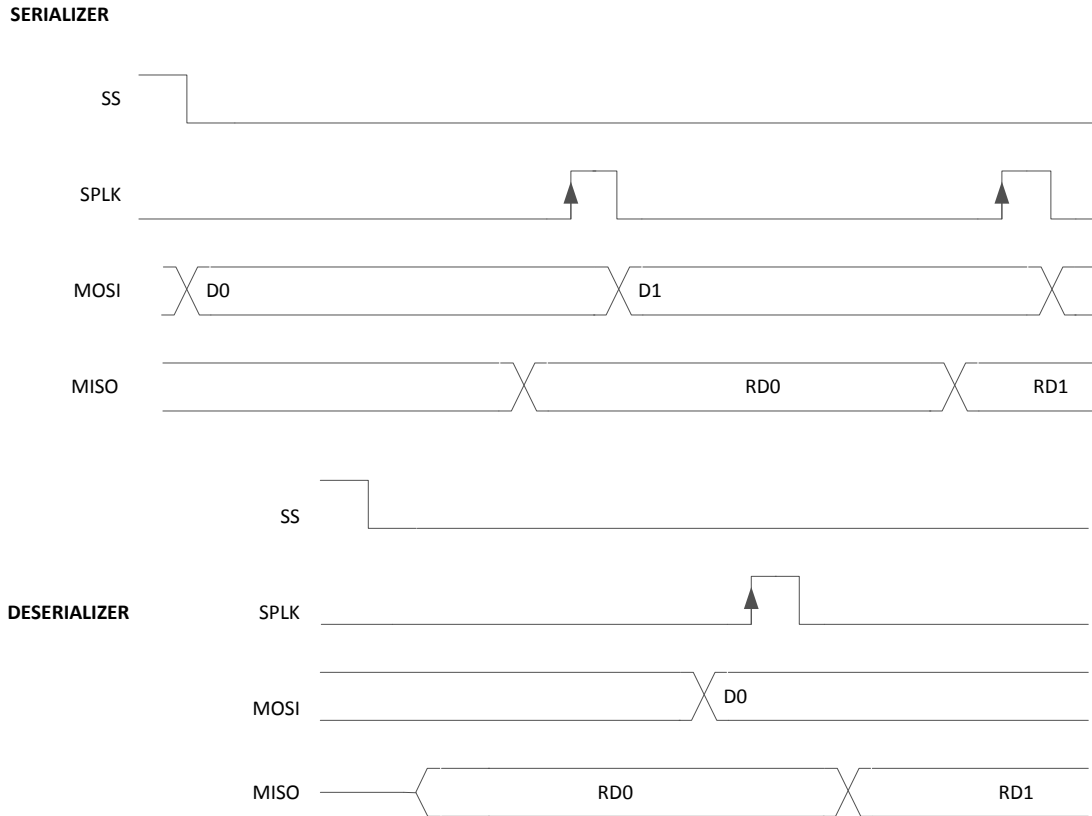 SERIALIZER
SS
SPLK
MOSI D0 D1
MISO RD0 RD1
SS
DESERIALIZER SPLK
MOSI D0
MISO RD0 RD1